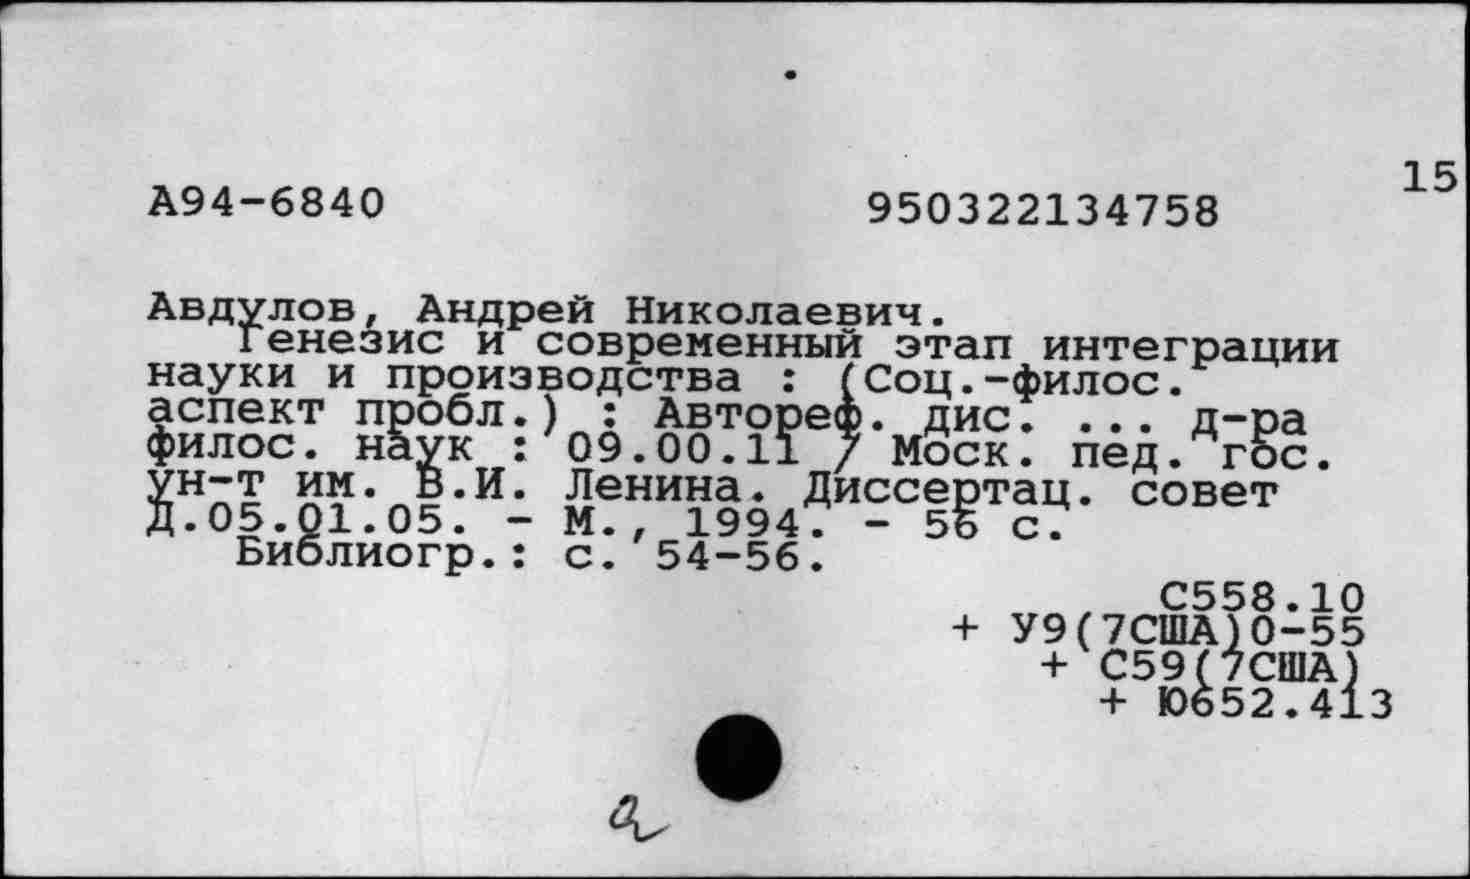 15
А94-6840 950322134758
Авдулов, Андрей Николаевич.
Генезис и современный этап интеграции
науки и производства : (Соц.-филос.
аспект пробл.) : Автореф. дис. ... д-ра
филос. наук : 09.00.11 / Моск. пед. гос.
ун-т им. В.И. Ленина. Диссертац. совет
Д.05.01.05. - М., 1994. - 56 с.
Библиогр.: с. 54-56.
С558.10
+ У9(7США)0-55
+ С59(7США)
+ Ю652.413